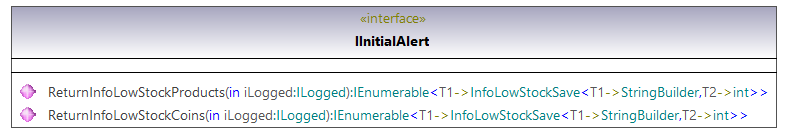 «interface»
IInitialAlert
ReturnInfoLowStockProducts(in iLogged:ILogged):IEnumerable<T1->InfoLowStockSave<T1->StringBuilder,T2->int>>
ReturnInfoLowStockCoins(in iLogged:ILogged):IEnumerable<T1->InfoLowStockSave<T1->StringBuilder,T2->int>>